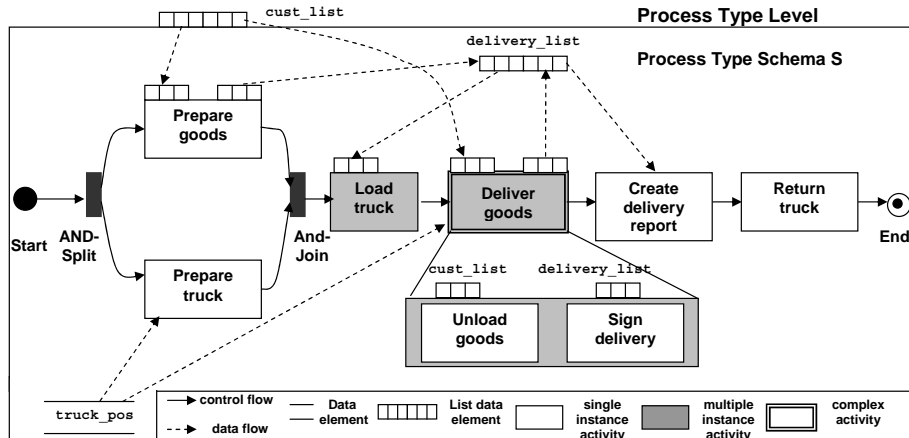 cust_list
Process Type Level
delivery_list
Process Type Schema S
Prepare
goods
Load
truck
Deliver
goods
Create
delivery
report
Return
truck
Start
AND-
Split
And-
Join
End
Prepare
truck
cust_list
delivery_list
Unload
goods
Sign
delivery
truck_pos
control flow
data flow
Data
element
List data
element
single
instance
activity
multiple
instance
activity
complex
activity